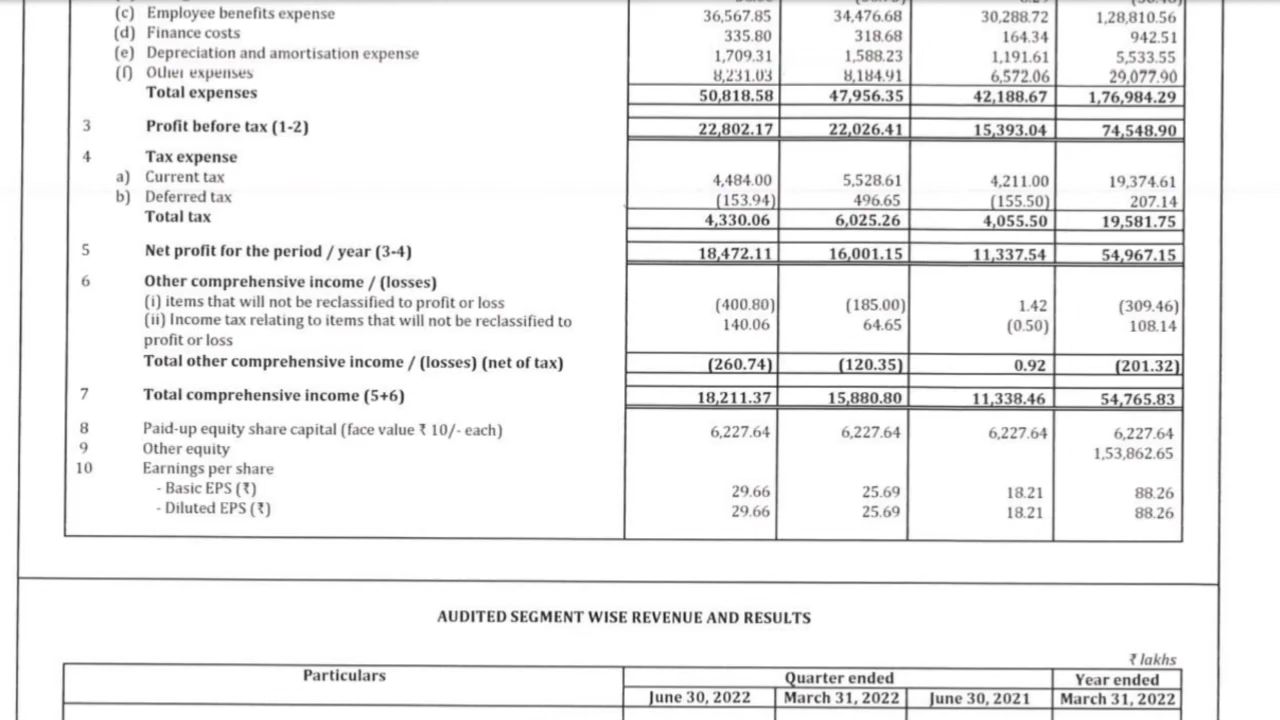 (c) Employee benefits expense 36,567.85 34,476.68 30,288.72 1,28,810.56
(d) Finance costs 335.80 318.68 164.34 942.51
(e) Depreciation and amortisation expense 1,709.31 1,588.23 1,191.61 5,533.55
(f) Other expenses 8,231.03 8,184.91 6,572.06 29,077.90
Total expenses 50,818.58 47,956.35 42,188.67 1,76,984.29
3 Profit before tax (1-2) 22,802.17 22,026.41 15,393.04 74,548.90
4 Tax expense
a) Current tax 4,484.00 5,528.61 4,211.00 19,374.61
b) Deferred tax (153.94) 496.65 (155.50) 207.14
Total tax 4,330.06 6,025.26 4,055.50 19,581.75
5 Net profit for the period / year (3-4) 18,472.11 16,001.15 11,337.54 54,967.15
6 Other comprehensive income / (losses)
(i) items that will not be reclassified to profit or loss (400.80) (185.00) 1.42 (309.46)
(ii) Income tax relating to items that will not be reclassified to 140.06 64.65 (0.50) 108.14
profit or loss
Total other comprehensive income / (losses) (net of tax) (260.74) (120.35) 0.92 (201.32)
7 Total comprehensive income (5+6) 18,211.37 15,880.80 11,338.46 54,765.83
8 Paid-up equity share capital (face value ₹ 10/- each) 6,227.64 6,227.64 6,227.64 6,227.64
9 Other equity 1,53,862.65
10 Earnings per share
- Basic EPS (₹) 29.66 25.69 18.21 88.26
- Diluted EPS (₹) 29.66 25.69 18.21 88.26
AUDITED SEGMENT WISE REVENUE AND RESULTS
₹ lakhs
Particulars Quarter ended Year ended
June 30, 2022 March 31, 2022 June 30, 2021 March 31, 2022